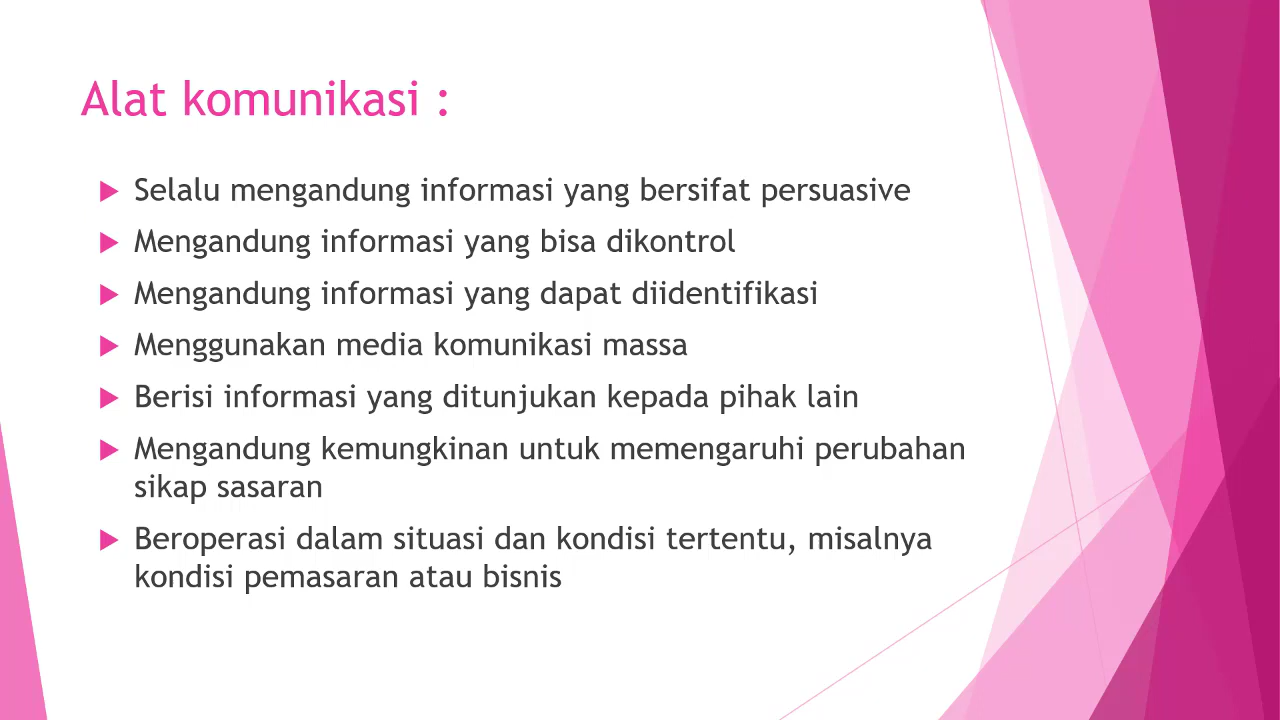 Alat komunikasi :
Selalu mengandung informasi yang bersifat persuasive
Mengandung informasi yang bisa dikontrol
Mengandung informasi yang dapat diidentifikasi
Menggunakan media komunikasi massa
Berisi informasi yang ditunjukan kepada pihak lain
Mengandung kemungkinan untuk memengaruhi perubahan
sikap sasaran
Beroperasi dalam situasi dan kondisi tertentu, misalnya
kondisi pemasaran atau bisnis